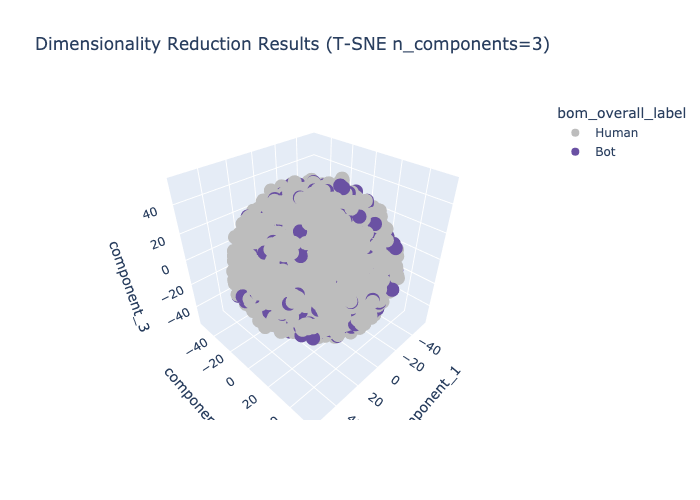 Dimensionality Reduction Results (T-SNE n_components=3)
bom_overall_label
Human
Bot
40
20
0
−20
−40
component_3
−40
−20
0
20
−40
−20
0
20